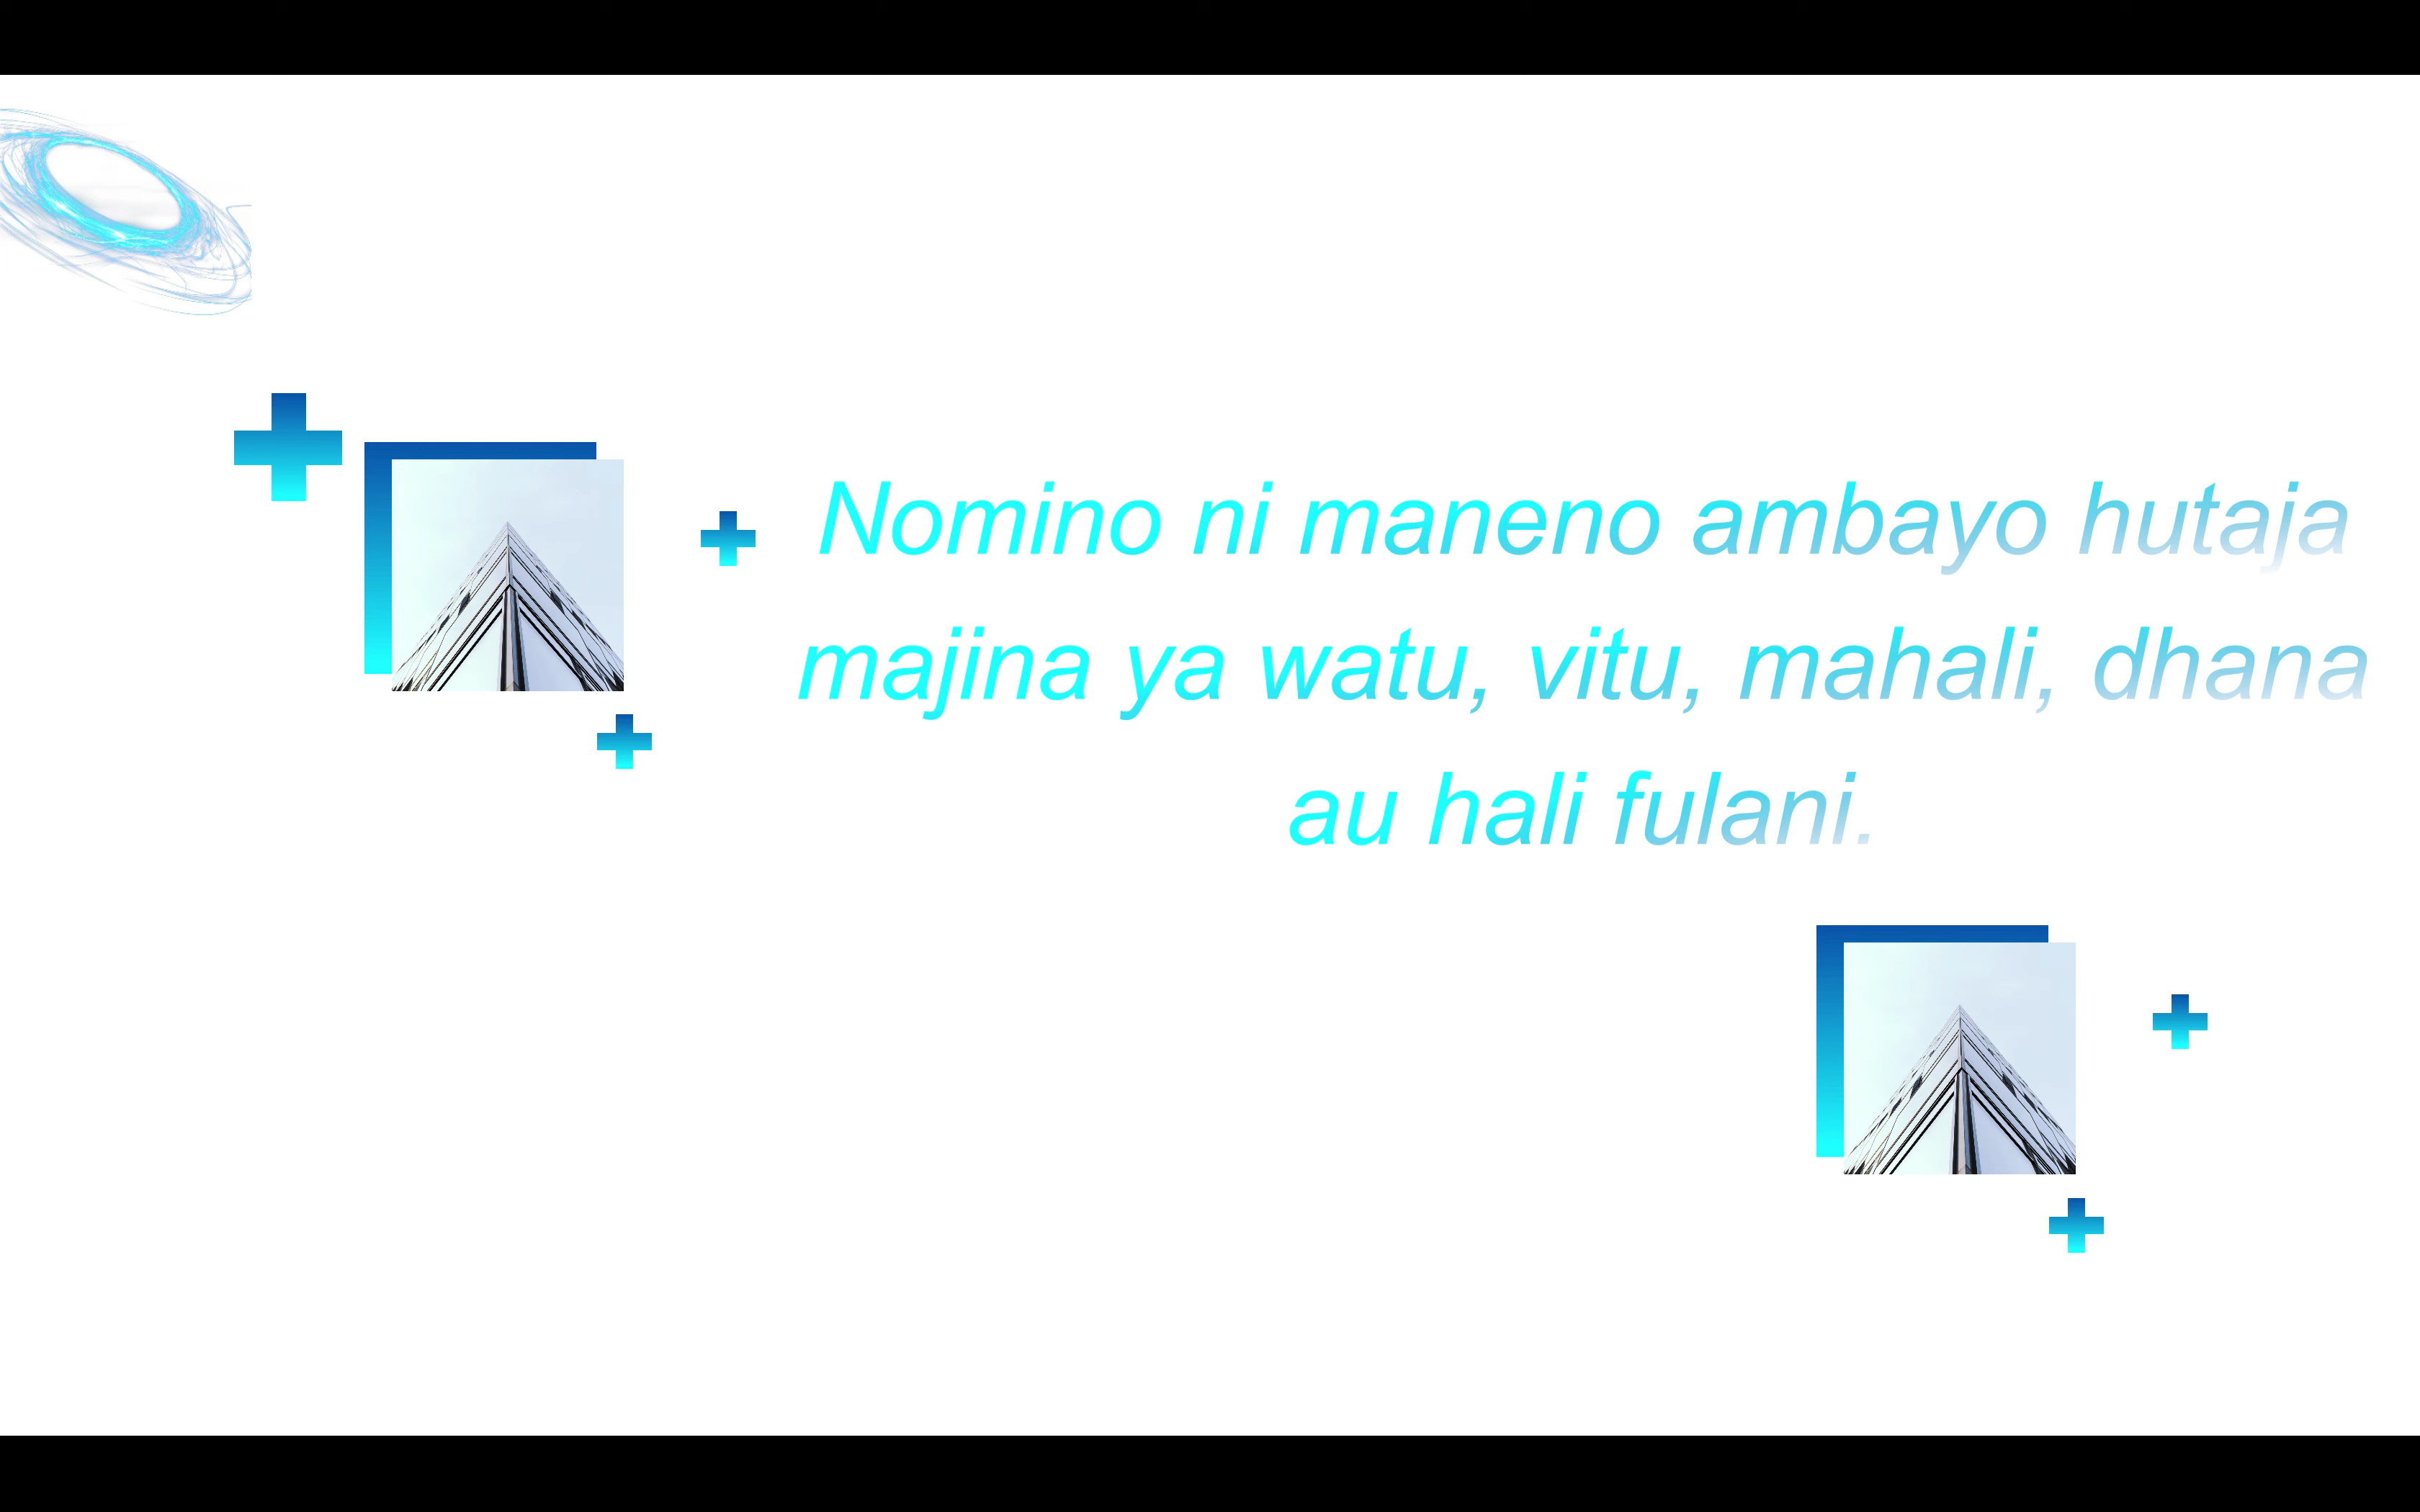 Nomino ni maneno ambayo hutaja
majina ya watu, vitu, mahali, dhana
au hali fulani.